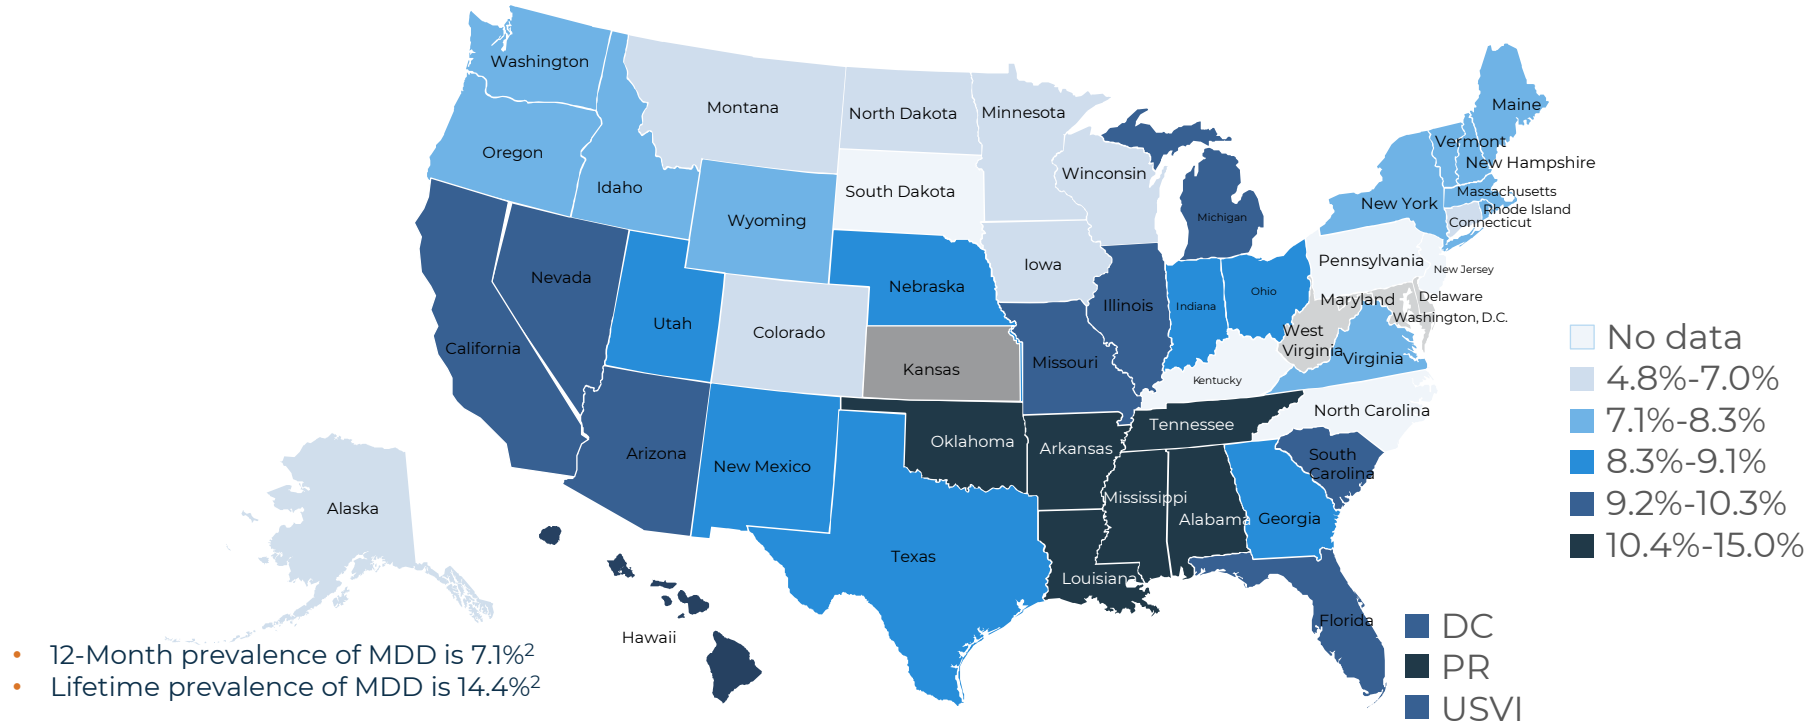 Washington
Maine
Montana
North Dakota
Minnesota
Vermont
Oregon
New Hampshire
Winconsin
Idaho
South Dakota
Massachusetts
New York
Rhode Island
Wyoming
Michigan
Connecticut
Pennsylvania
Iowa
New Jersey
Nevada
Nebraska
Ohio
Maryland
Delaware
Illinois
Indiana
Washington, D.C.
Utah
Colorado
West
Virginia
Virginia
California
Missouri
Kansas
Kentucky
North Carolina
Tennessee
Oklahoma
Arkansas
Arizona
New Mexico
South
Carolina
Mississippi
Alabama
Georgia
Alaska
Texas
Louisiana
Florida
Hawaii
No data
4.8%-7.0%
7.1%-8.3%
8.3%-9.1%
9.2%-10.3%
10.4%-15.0%
DC
PR
USVI
• 12-Month prevalence of MDD is 7.1%²
• Lifetime prevalence of MDD is 14.4%²